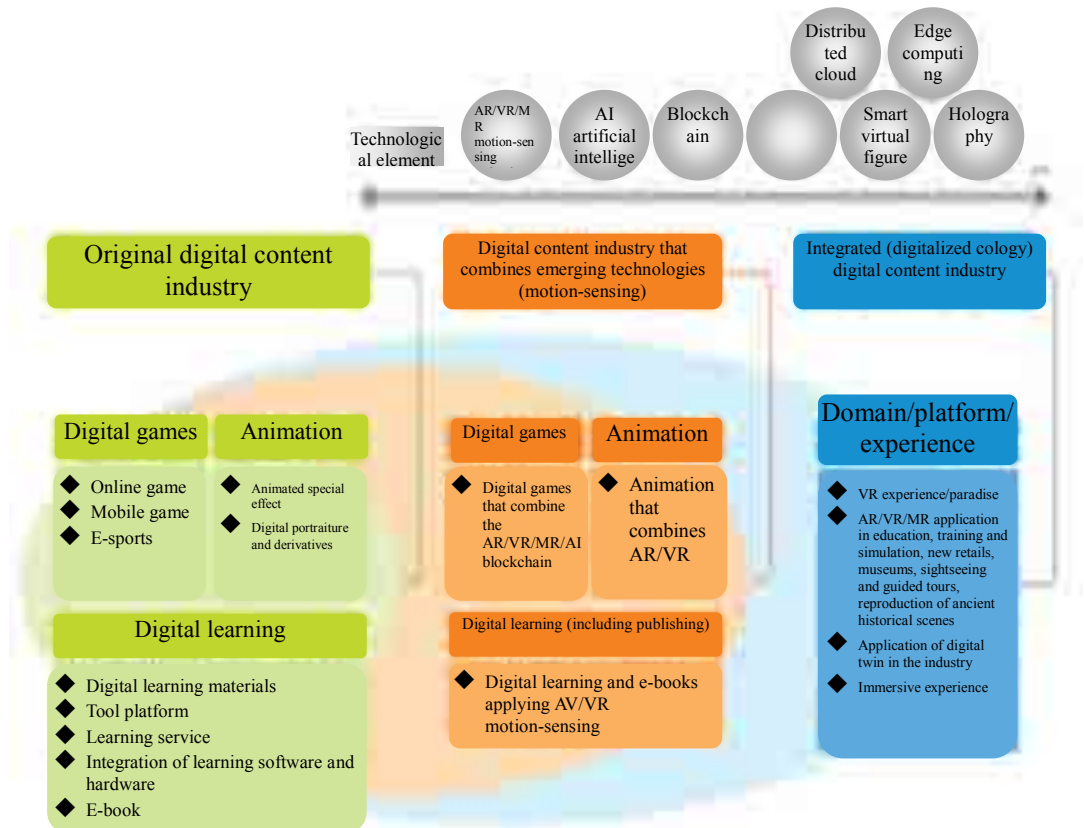 Distribu
ted
cloud
Edge
computi
ng
Technologic
al element
AR/VR/M
R
motion-sen
sing
AI
artificial
intellige
Blockch
ain
Smart
virtual
figure
Hologra
phy
Original digital content
industry
Digital content industry that
combines emerging technologies
(motion-sensing)
Integrated (digitalized cology)
digital content industry
Digital games
Animation
◆ Online game
◆ Mobile game
◆ E-sports
◆ Animated special
effect
◆ Digital portraiture
and derivatives
Digital learning
◆ Digital learning materials
◆ Tool platform
◆ Learning service
◆ Integration of learning software and
hardware
◆ E-book
Digital games
Animation
◆ Digital games
that combine
the
AR/VR/MR/AI
blockchain
◆ Animation
that
combines
AR/VR
Digital learning (including publishing)
◆ Digital learning and e-books
applying AV/VR
motion-sensing
Domain/platform/
experience
◆ VR experience/paradise
◆ AR/VR/MR application
in education, training and
simulation, new retails,
museums, sightseeing
and guided tours,
reproduction of ancient
historical scenes
◆ Application of digital
twin in the industry
◆ Immersive experience